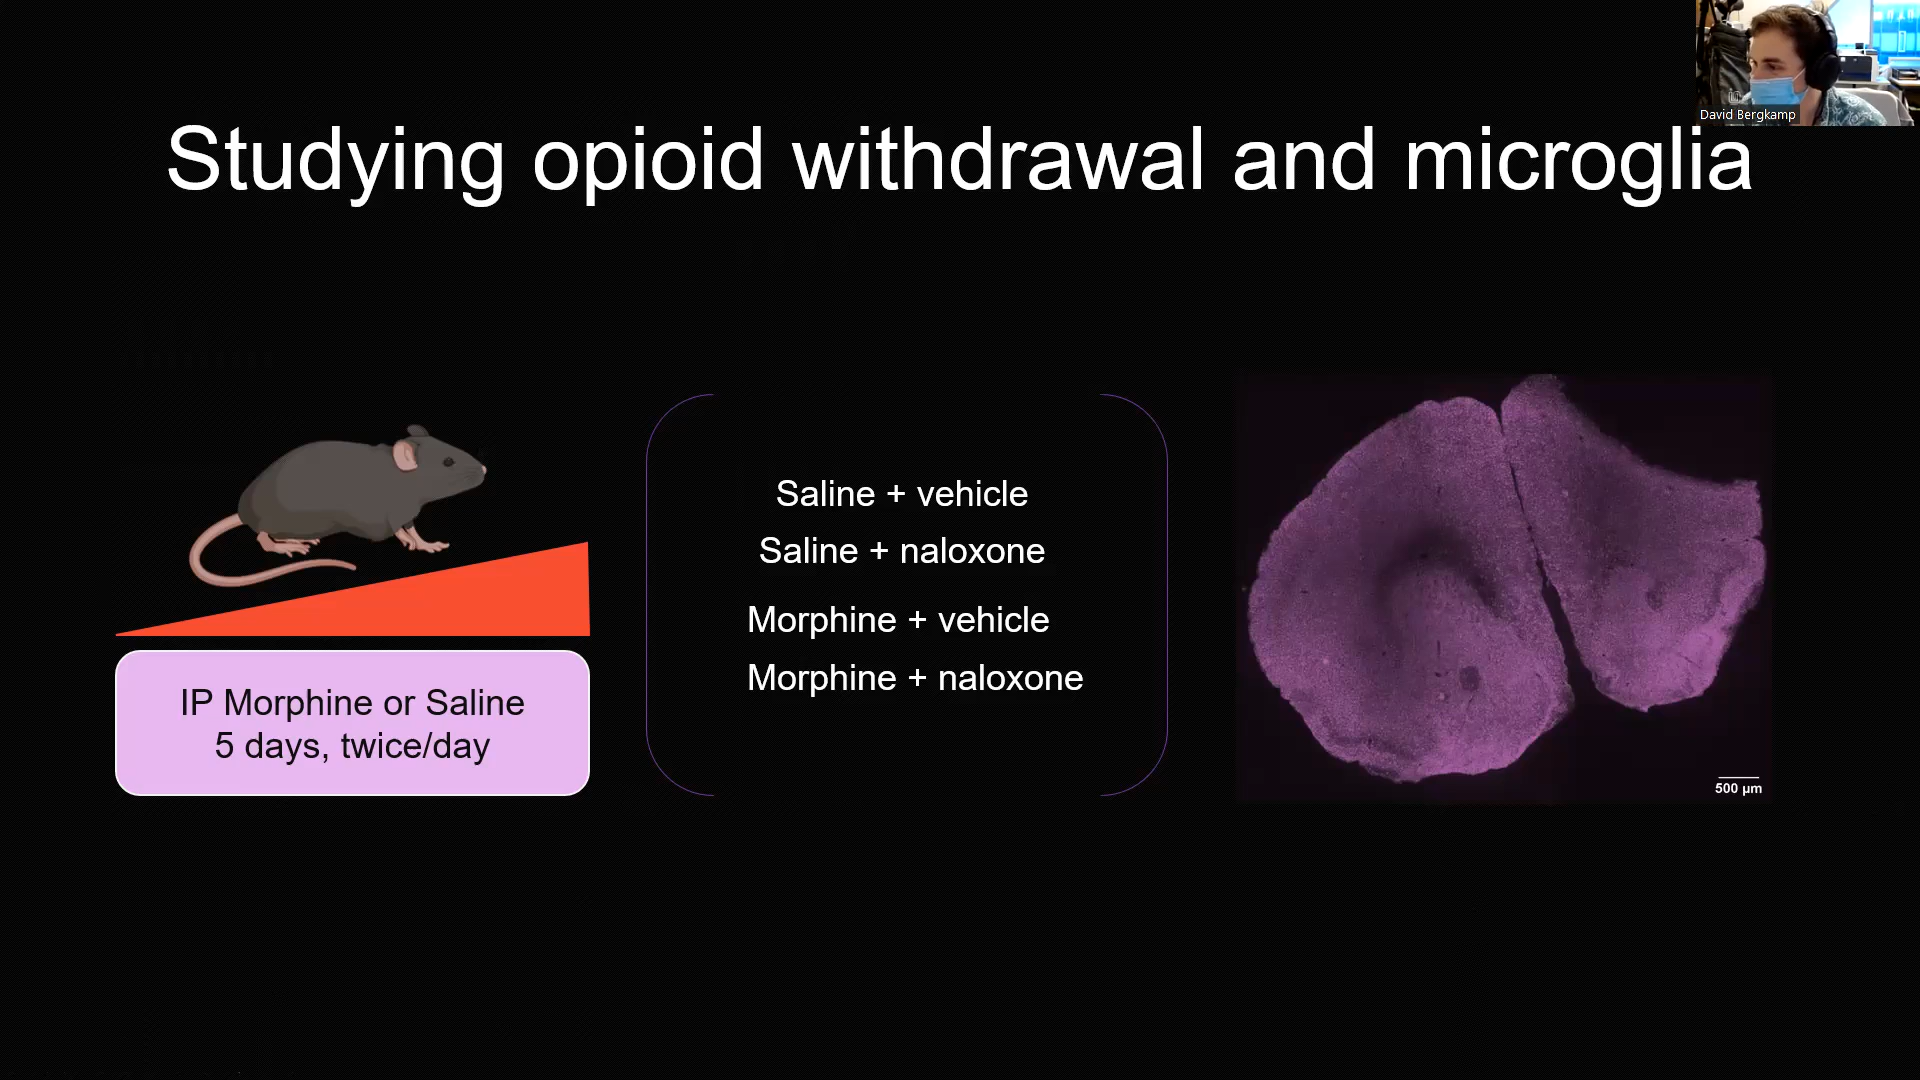 David Bergkamp
Studying opioid withdrawal and microglia
IP Morphine or Saline
5 days, twice/day
Saline + vehicle
Saline + naloxone
Morphine + vehicle
Morphine + naloxone
500 µm